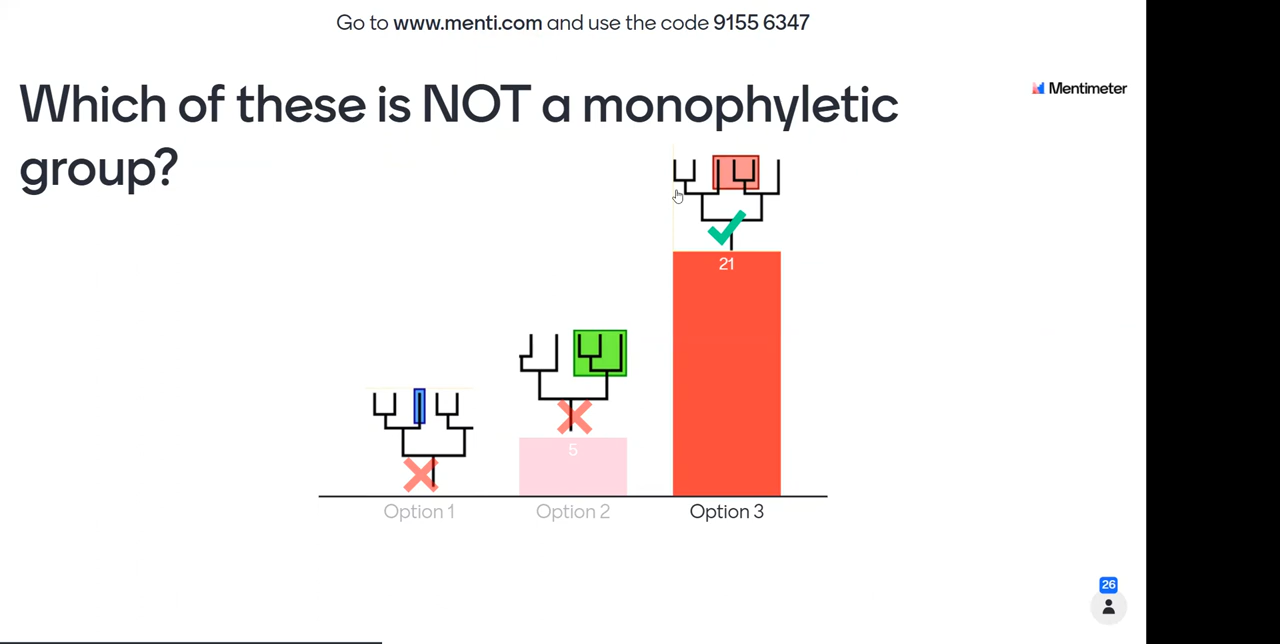 Go to www.menti.com and use the code 9155 6347
Mentimeter
Which of these is NOT a monophyletic
group?
21
5
Option 1
Option 2
Option 3
26